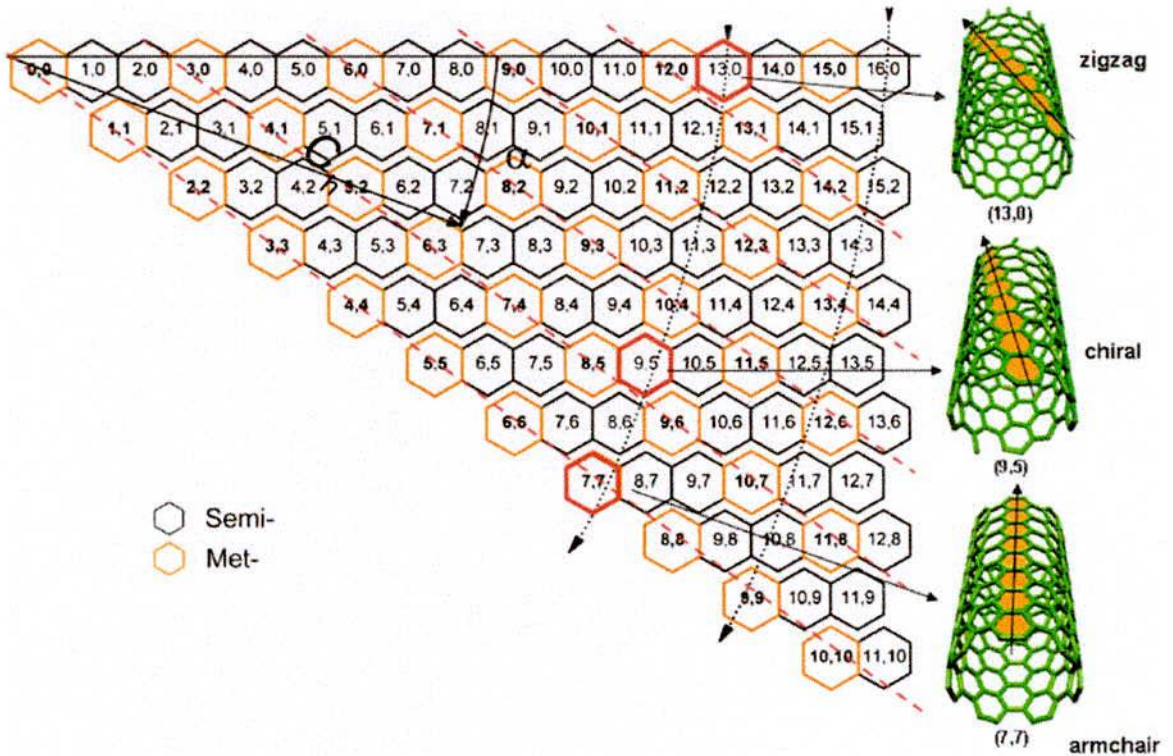 0,0 1,0 2,0 3,0 4,0 5,0 6,0 7,0 8,0 9,0 10,0 11,0 12,0 13,0 14,0 15,0 16,0
zigzag
1,1 2,1 3,1 4,1 5,1 6,1 7,1 8,1 9,1 10,1 11,1 12,1 13,1 14,1 15,1
α
2,2 3,2 4,2 5,2 6,2 7,2 8,2 9,2 10,2 11,2 12,2 13,2 14,2 15,2
(13,0)
3,3 4,3 5,3 6,3 7,3 8,3 9,3 10,3 11,3 12,3 13,3 14,3
4,4 5,4 6,4 7,4 8,4 9,4 10,4 11,4 12,4 13,4 14,4
chiral
5,5 6,5 7,5 8,5 9,5 10,5 11,5 12,5 13,5
6,6 7,6 8,6 9,6 10,6 11,6 12,6 13,6
(9,5)
7,7 8,7 9,7 10,7 11,7 12,7
Semi-
8,8 9,8 10,8 11,8 12,8
Met-
10,9 11,9
10,10 11,10
(7,7)
armchair